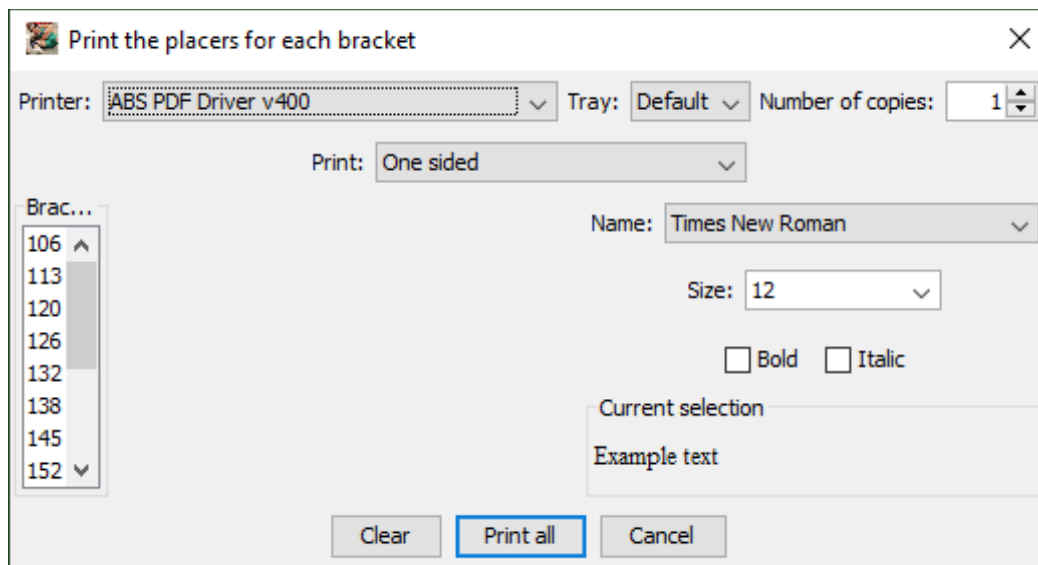 Print the placers for each bracket
Printer: ABS PDF Driver v400 Tray: Default Number of copies: 1
Print: One sided
Brac...
106
113
120
126
132
138
145
152
Name: Times New Roman
Size: 12
Bold Italic
Current selection
Example text
Clear Print all Cancel